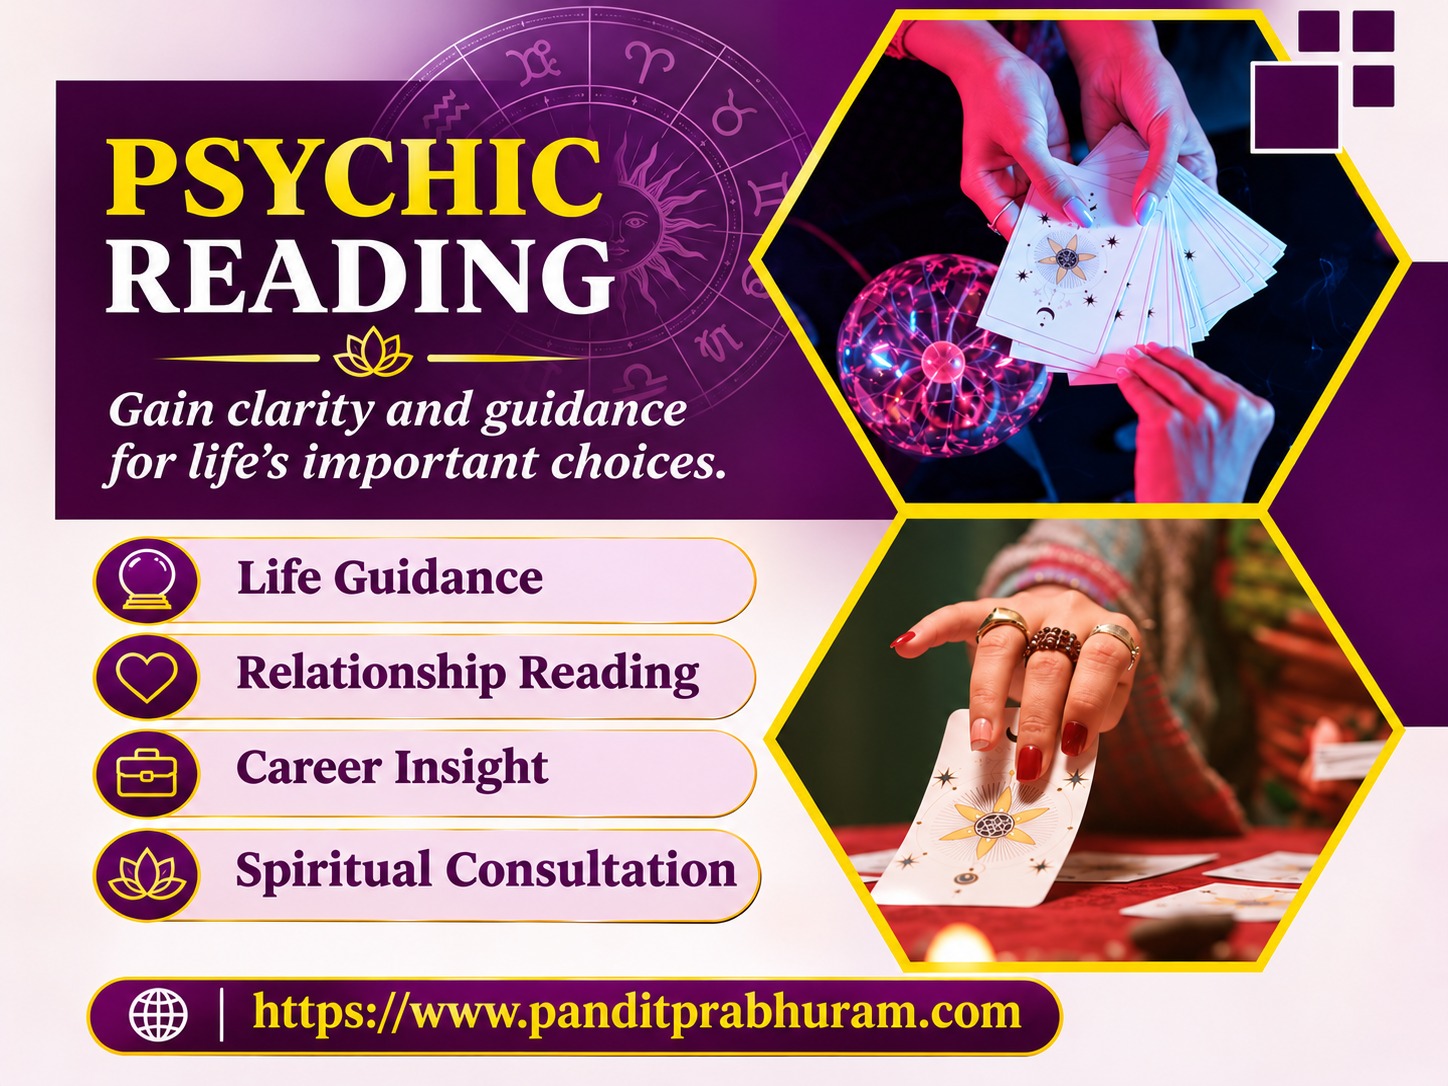 PSYCHIC
READING
Gain clarity and guidance
for life's important choices.
Life Guidance
Relationship Reading
Career Insight
Spiritual Consultation
https://www.panditprabhuram.com